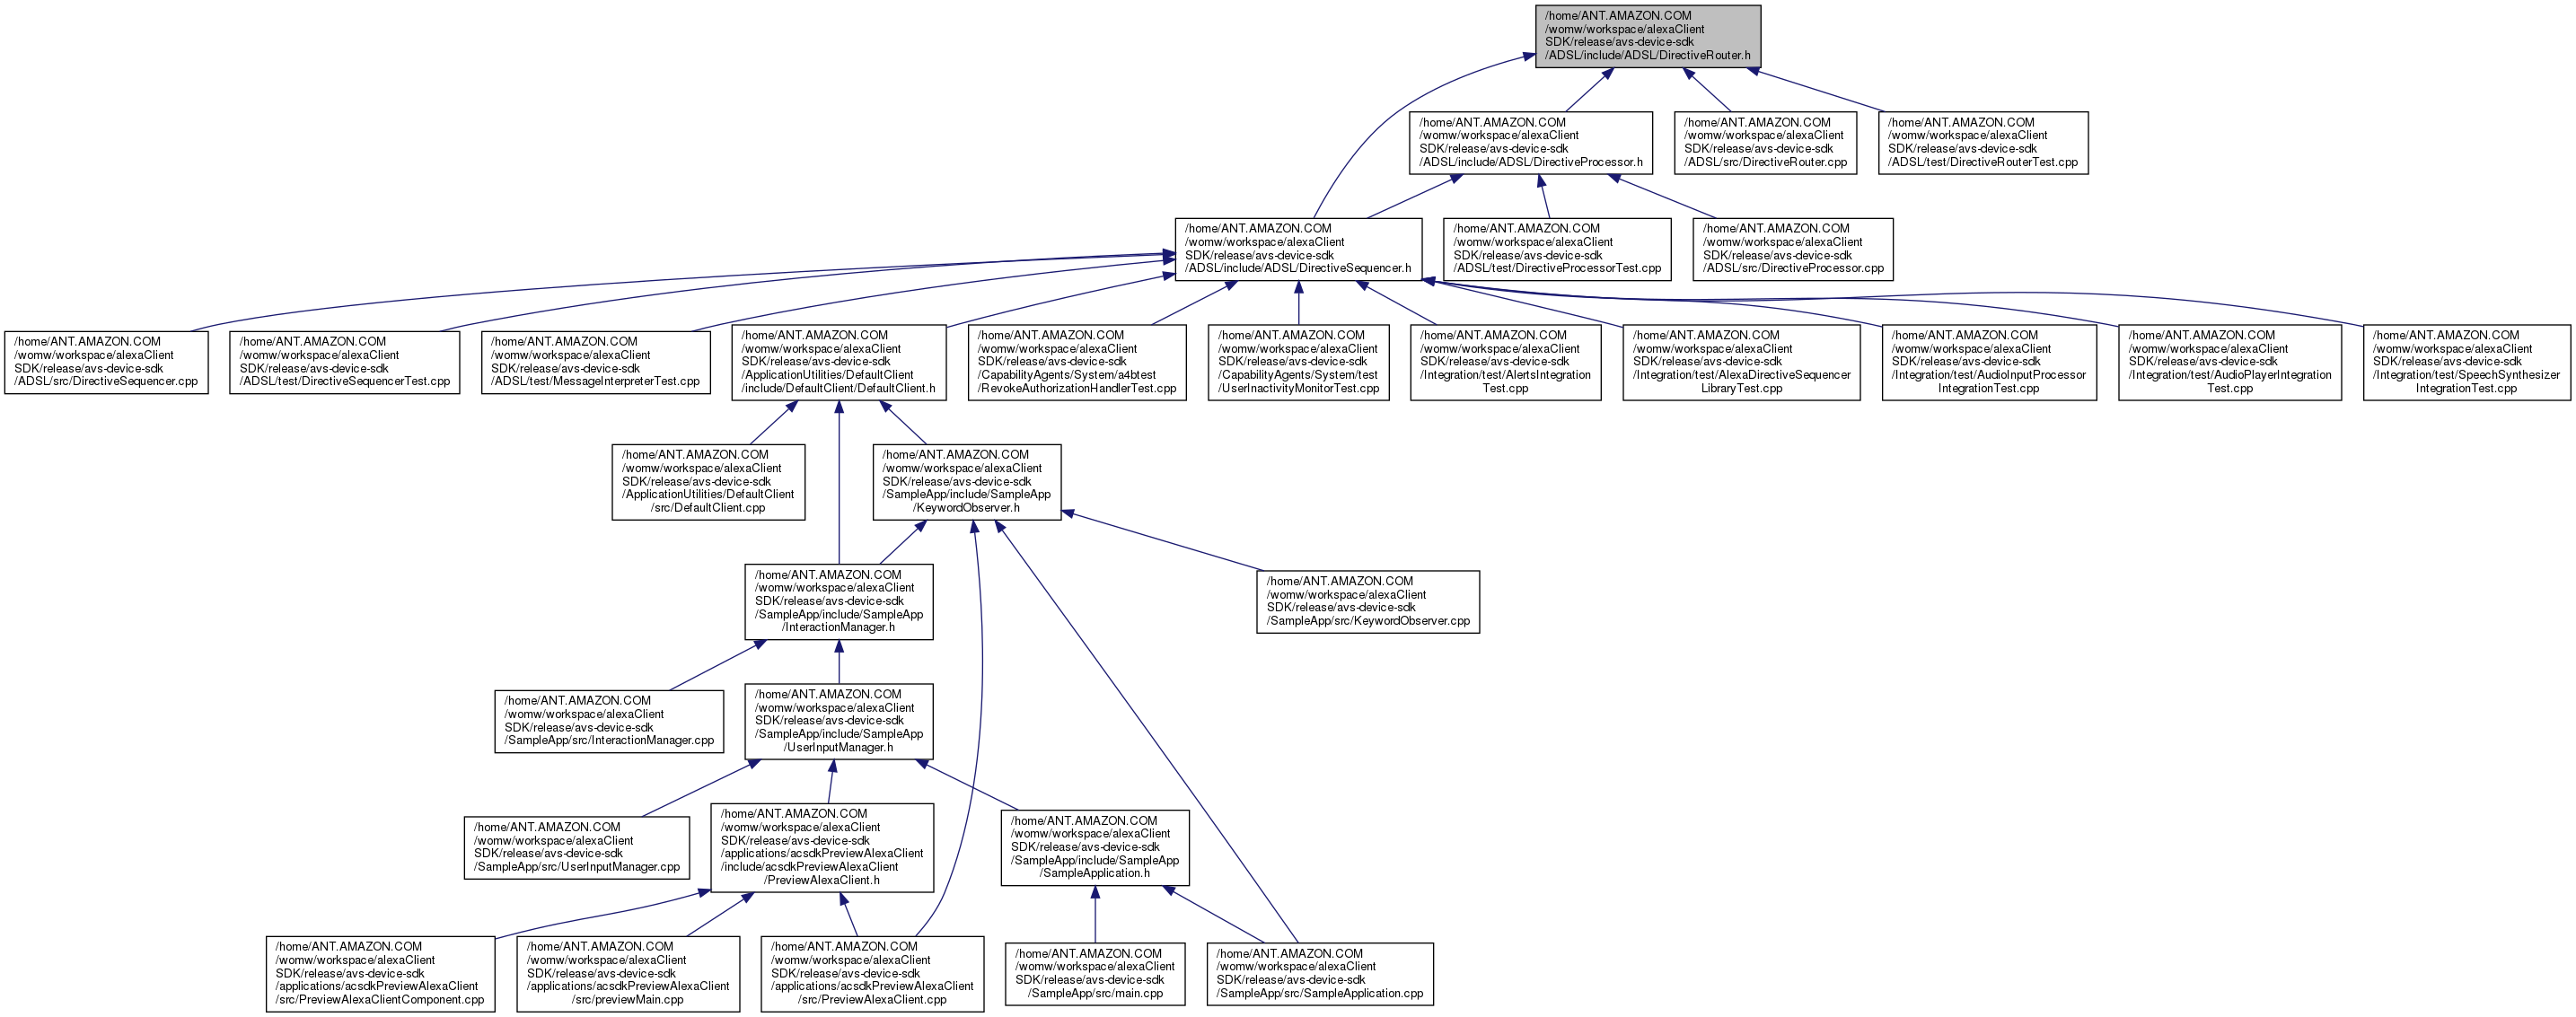 /home/ANT.AMAZON.COM
/womw/workspace/alexaClient
SDK/release/avs-device-sdk
/ADSL/include/ADSL/DirectiveRouter.h
/home/ANT.AMAZON.COM
/womw/workspace/alexaClient
SDK/release/avs-device-sdk
/ADSL/include/ADSL/DirectiveProcessor.h
/home/ANT.AMAZON.COM
/womw/workspace/alexaClient
SDK/release/avs-device-sdk
/ADSL/src/DirectiveRouter.cpp
/home/ANT.AMAZON.COM
/womw/workspace/alexaClient
SDK/release/avs-device-sdk
/ADSL/test/DirectiveRouterTest.cpp
/home/ANT.AMAZON.COM
/womw/workspace/alexaClient
SDK/release/avs-device-sdk
/ADSL/include/ADSL/DirectiveSequencer.h
/home/ANT.AMAZON.COM
/womw/workspace/alexaClient
SDK/release/avs-device-sdk
/ADSL/test/DirectiveProcessorTest.cpp
/home/ANT.AMAZON.COM
/womw/workspace/alexaClient
SDK/release/avs-device-sdk
/ADSL/src/DirectiveProcessor.cpp
/home/ANT.AMAZON.COM
/womw/workspace/alexaClient
SDK/release/avs-device-sdk
/ADSL/src/DirectiveSequencer.cpp
/home/ANT.AMAZON.COM
/womw/workspace/alexaClient
SDK/release/avs-device-sdk
/ADSL/test/DirectiveSequencerTest.cpp
/home/ANT.AMAZON.COM
/womw/workspace/alexaClient
SDK/release/avs-device-sdk
/ADSL/test/MessageInterpreterTest.cpp
/home/ANT.AMAZON.COM
/womw/workspace/alexaClient
SDK/release/avs-device-sdk
/ApplicationUtilities/DefaultClient
/include/DefaultClient/DefaultClient.h
/home/ANT.AMAZON.COM
/womw/workspace/alexaClient
SDK/release/avs-device-sdk
/CapabilityAgents/System/a4btest
/RevokeAuthorizationHandlerTest.cpp
/home/ANT.AMAZON.COM
/womw/workspace/alexaClient
SDK/release/avs-device-sdk
/CapabilityAgents/System/test
/UserInactivityMonitorTest.cpp
/home/ANT.AMAZON.COM
/womw/workspace/alexaClient
SDK/release/avs-device-sdk
/Integration/test/AlertsIntegration
Test.cpp
/home/ANT.AMAZON.COM
/womw/workspace/alexaClient
SDK/release/avs-device-sdk
/Integration/test/AlexaDirectiveSequencer
LibraryTest.cpp
/home/ANT.AMAZON.COM
/womw/workspace/alexaClient
SDK/release/avs-device-sdk
/Integration/test/AudioInputProcessor
IntegrationTest.cpp
/home/ANT.AMAZON.COM
/womw/workspace/alexaClient
SDK/release/avs-device-sdk
/Integration/test/AudioPlayerIntegration
Test.cpp
/home/ANT.AMAZON.COM
/womw/workspace/alexaClient
SDK/release/avs-device-sdk
/Integration/test/SpeechSynthesizer
IntegrationTest.cpp
/home/ANT.AMAZON.COM
/womw/workspace/alexaClient
SDK/release/avs-device-sdk
/ApplicationUtilities/DefaultClient
/src/DefaultClient.cpp
/home/ANT.AMAZON.COM
/womw/workspace/alexaClient
SDK/release/avs-device-sdk
/SampleApp/include/SampleApp
/KeywordObserver.h
/home/ANT.AMAZON.COM
/womw/workspace/alexaClient
SDK/release/avs-device-sdk
/SampleApp/include/SampleApp
/InteractionManager.h
/home/ANT.AMAZON.COM
/womw/workspace/alexaClient
SDK/release/avs-device-sdk
/SampleApp/src/KeywordObserver.cpp
/home/ANT.AMAZON.COM
/womw/workspace/alexaClient
SDK/release/avs-device-sdk
/SampleApp/src/InteractionManager.cpp
/home/ANT.AMAZON.COM
/womw/workspace/alexaClient
SDK/release/avs-device-sdk
/SampleApp/include/SampleApp
/UserInputManager.h
/home/ANT.AMAZON.COM
/womw/workspace/alexaClient
SDK/release/avs-device-sdk
/SampleApp/src/UserInputManager.cpp
/home/ANT.AMAZON.COM
/womw/workspace/alexaClient
SDK/release/avs-device-sdk
/applications/acsdkPreviewAlexaClient
/include/acsdkPreviewAlexaClient
/PreviewAlexaClient.h
/home/ANT.AMAZON.COM
/womw/workspace/alexaClient
SDK/release/avs-device-sdk
/SampleApp/include/SampleApp
/SampleApplication.h
/home/ANT.AMAZON.COM
/womw/workspace/alexaClient
SDK/release/avs-device-sdk
/applications/acsdkPreviewAlexaClient
/src/PreviewAlexaClientComponent.cpp
/home/ANT.AMAZON.COM
/womw/workspace/alexaClient
SDK/release/avs-device-sdk
/applications/acsdkPreviewAlexaClient
/src/previewMain.cpp
/home/ANT.AMAZON.COM
/womw/workspace/alexaClient
SDK/release/avs-device-sdk
/applications/acsdkPreviewAlexaClient
/src/PreviewAlexaClient.cpp
/home/ANT.AMAZON.COM
/womw/workspace/alexaClient
SDK/release/avs-device-sdk
/SampleApp/src/main.cpp
/home/ANT.AMAZON.COM
/womw/workspace/alexaClient
SDK/release/avs-device-sdk
/SampleApp/src/SampleApplication.cpp